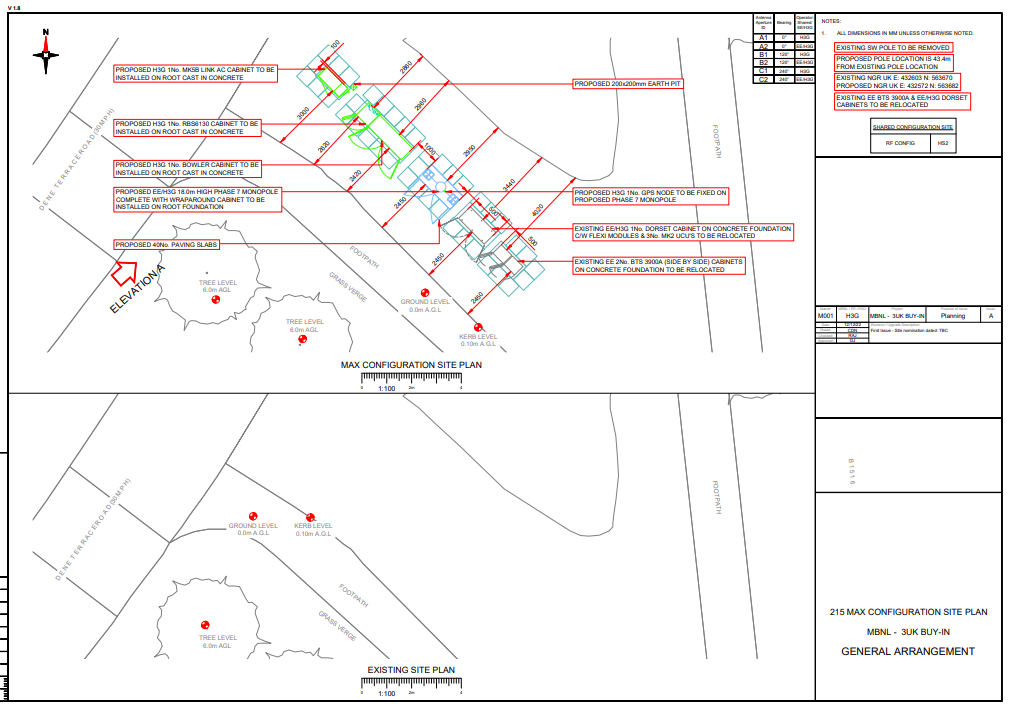 V 1.8
N
PROPOSED H3G 1No. MK5B LINK AC CABINET TO BE
INSTALLED ON ROOT CAST IN CONCRETE
PROPOSED H3G 1No. RBS6130 CABINET TO BE
INSTALLED ON ROOT CAST IN CONCRETE
PROPOSED H3G 1No. BOWLER CABINET TO BE
INSTALLED ON ROOT CAST IN CONCRETE
PROPOSED EE/H3G 18.0m HIGH PHASE 7 MONOPOLE
COMPLETE WITH WRAPAROUND CABINET TO BE
INSTALLED ON ROOT FOUNDATION
PROPOSED 40No. PAVING SLABS
PROPOSED 200x200mm EARTH PIT
PROPOSED H3G 1No. GPS NODE TO BE FIXED ON
PROPOSED PHASE 7 MONOPOLE
EXISTING EE/H3G 1No. DORSET CABINET ON CONCRETE FOUNDATION
C/W FLEXI MODULES & 3No. MK2 UCU'S TO BE RELOCATED
EXISTING EE 2No. BTS 3900A (SIDE BY SIDE) CABINETS
ON CONCRETE FOUNDATION TO BE RELOCATED
100
2860
2980
3000
2820
2420
1000
2950
2450
2440
500
4020
500
2460
2460
DENE TERRACE ROAD (30 MPH)
ELEVATION A
FOOTPATH
GRASS VERGE
FOOTPATH
TREE LEVEL
6.0m AGL
TREE LEVEL
6.0m AGL
GROUND LEVEL
0.0m A.G.L
KERB LEVEL
0.10m A.G.L
MAX CONFIGURATION SITE PLAN
0 2m 4
1:100
DENE TERRACE ROAD (30 MPH)
GROUND LEVEL
0.0m A.G.L
KERB LEVEL
0.10m A.G.L
FOOTPATH
GRASS VERGE
FOOTPATH
TREE LEVEL
6.0m AGL
EXISTING SITE PLAN
0 2m 4
1:100
Antenna Aperture ID Bearing Operator Shared EE/H3G
A1 0° H3G
A2 0° EE/H3G
B1 120° H3G
B2 120° EE/H3G
C1 240° H3G
C2 240° EE/H3G
NOTES:
1. ALL DIMENSIONS IN MM UNLESS OTHERWISE NOTED.
EXISTING SW POLE TO BE REMOVED
PROPOSED POLE LOCATION IS 43.4m
FROM EXISTING POLE LOCATION
EXISTING NGR UK E: 432603 N: 563670
PROPOSED NGR UK E: 432572 N: 563682
EXISTING EE BTS 3900A & EE/H3G DORSET
CABINETS TO BE RELOCATED
SHARED CONFIGURATION SITE
RF CONFIG HS2
M001 H3G MBNL - 3UK BUY-IN Planning A
First Issue - Site nomination dated: TBC
B1516
215 MAX CONFIGURATION SITE PLAN
MBNL - 3UK BUY-IN
GENERAL ARRANGEMENT